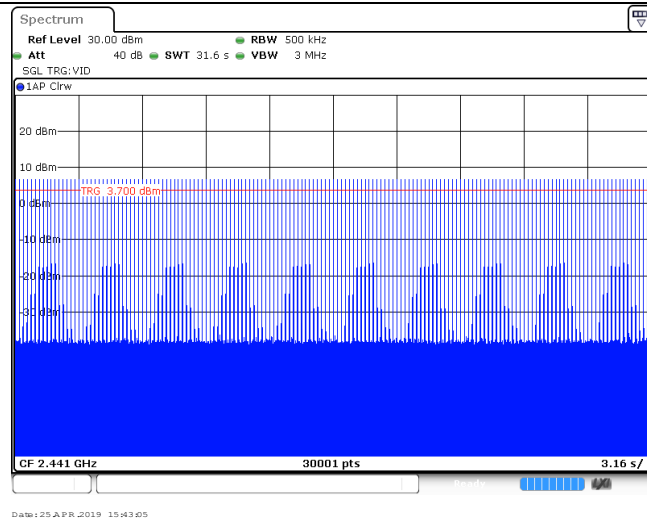 Spectrum
Ref Level 30.00 dBm RBW 500 kHz
Att 40 dB SWT 31.6 s VBW 3 MHz
SGL TRG:VID
1AP Clrw
20 dBm
10 dBm
TRG 3.700 dBm
0 dBm
-10 dBm
-20 dBm
-30 dBm
CF 2.441 GHz 30001 pts 3.16 s/
Ready
Date: 25.APR.2019 15:43:05